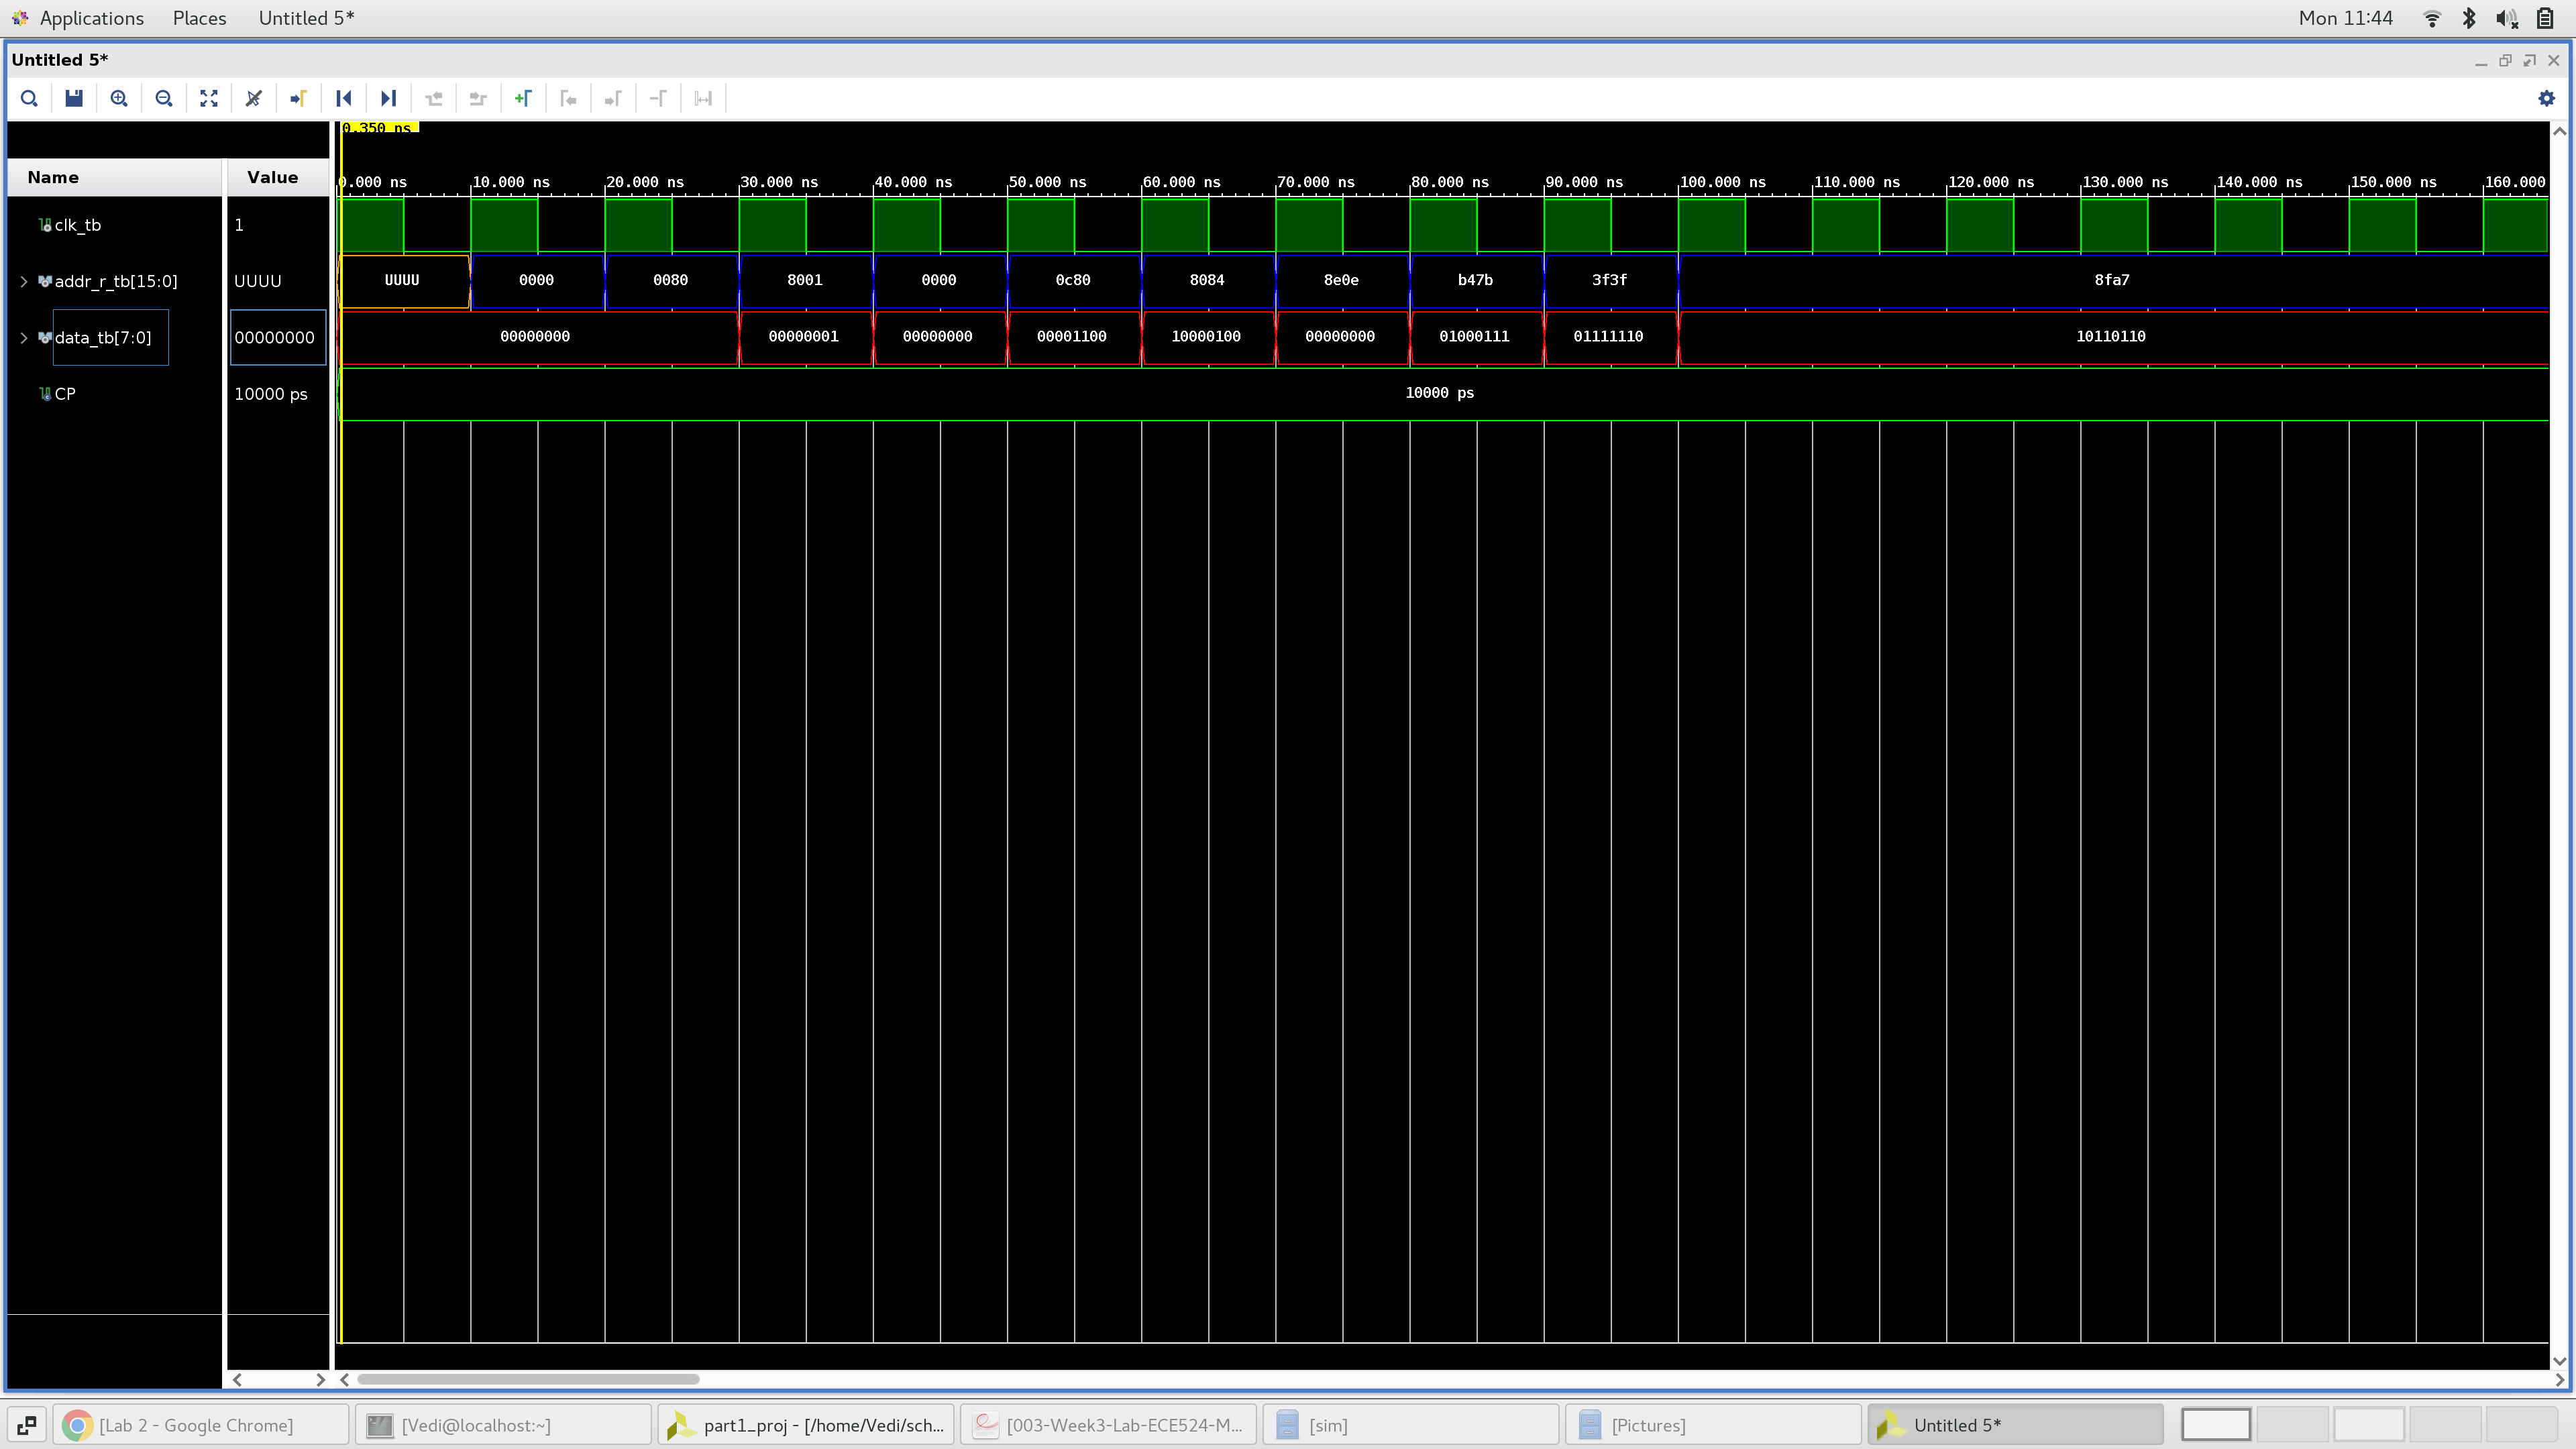 Applications Places Untitled 5* Mon 11:44
Untitled 5*
0.350 ns
Name Value
0.000 ns 10.000 ns 20.000 ns 30.000 ns 40.000 ns 50.000 ns 60.000 ns 70.000 ns 80.000 ns 90.000 ns 100.000 ns 110.000 ns 120.000 ns 130.000 ns 140.000 ns 150.000 ns 160.000
clk_tb 1
addr_r_tb[15:0] UUUU UUUU 0000 0080 8001 0000 0c80 8084 8e0e b47b 3f3f 8fa7
data_tb[7:0] 00000000 00000000 00000001 00000000 00001100 10000100 00000000 01000111 01111110 10110110
CP 10000 ps 10000 ps
[Lab 2 - Google Chrome] [Vedi@localhost:~] part1_proj - [/home/Vedi/sch... [003-Week3-Lab-ECE524-M... [sim] [Pictures] Untitled 5*